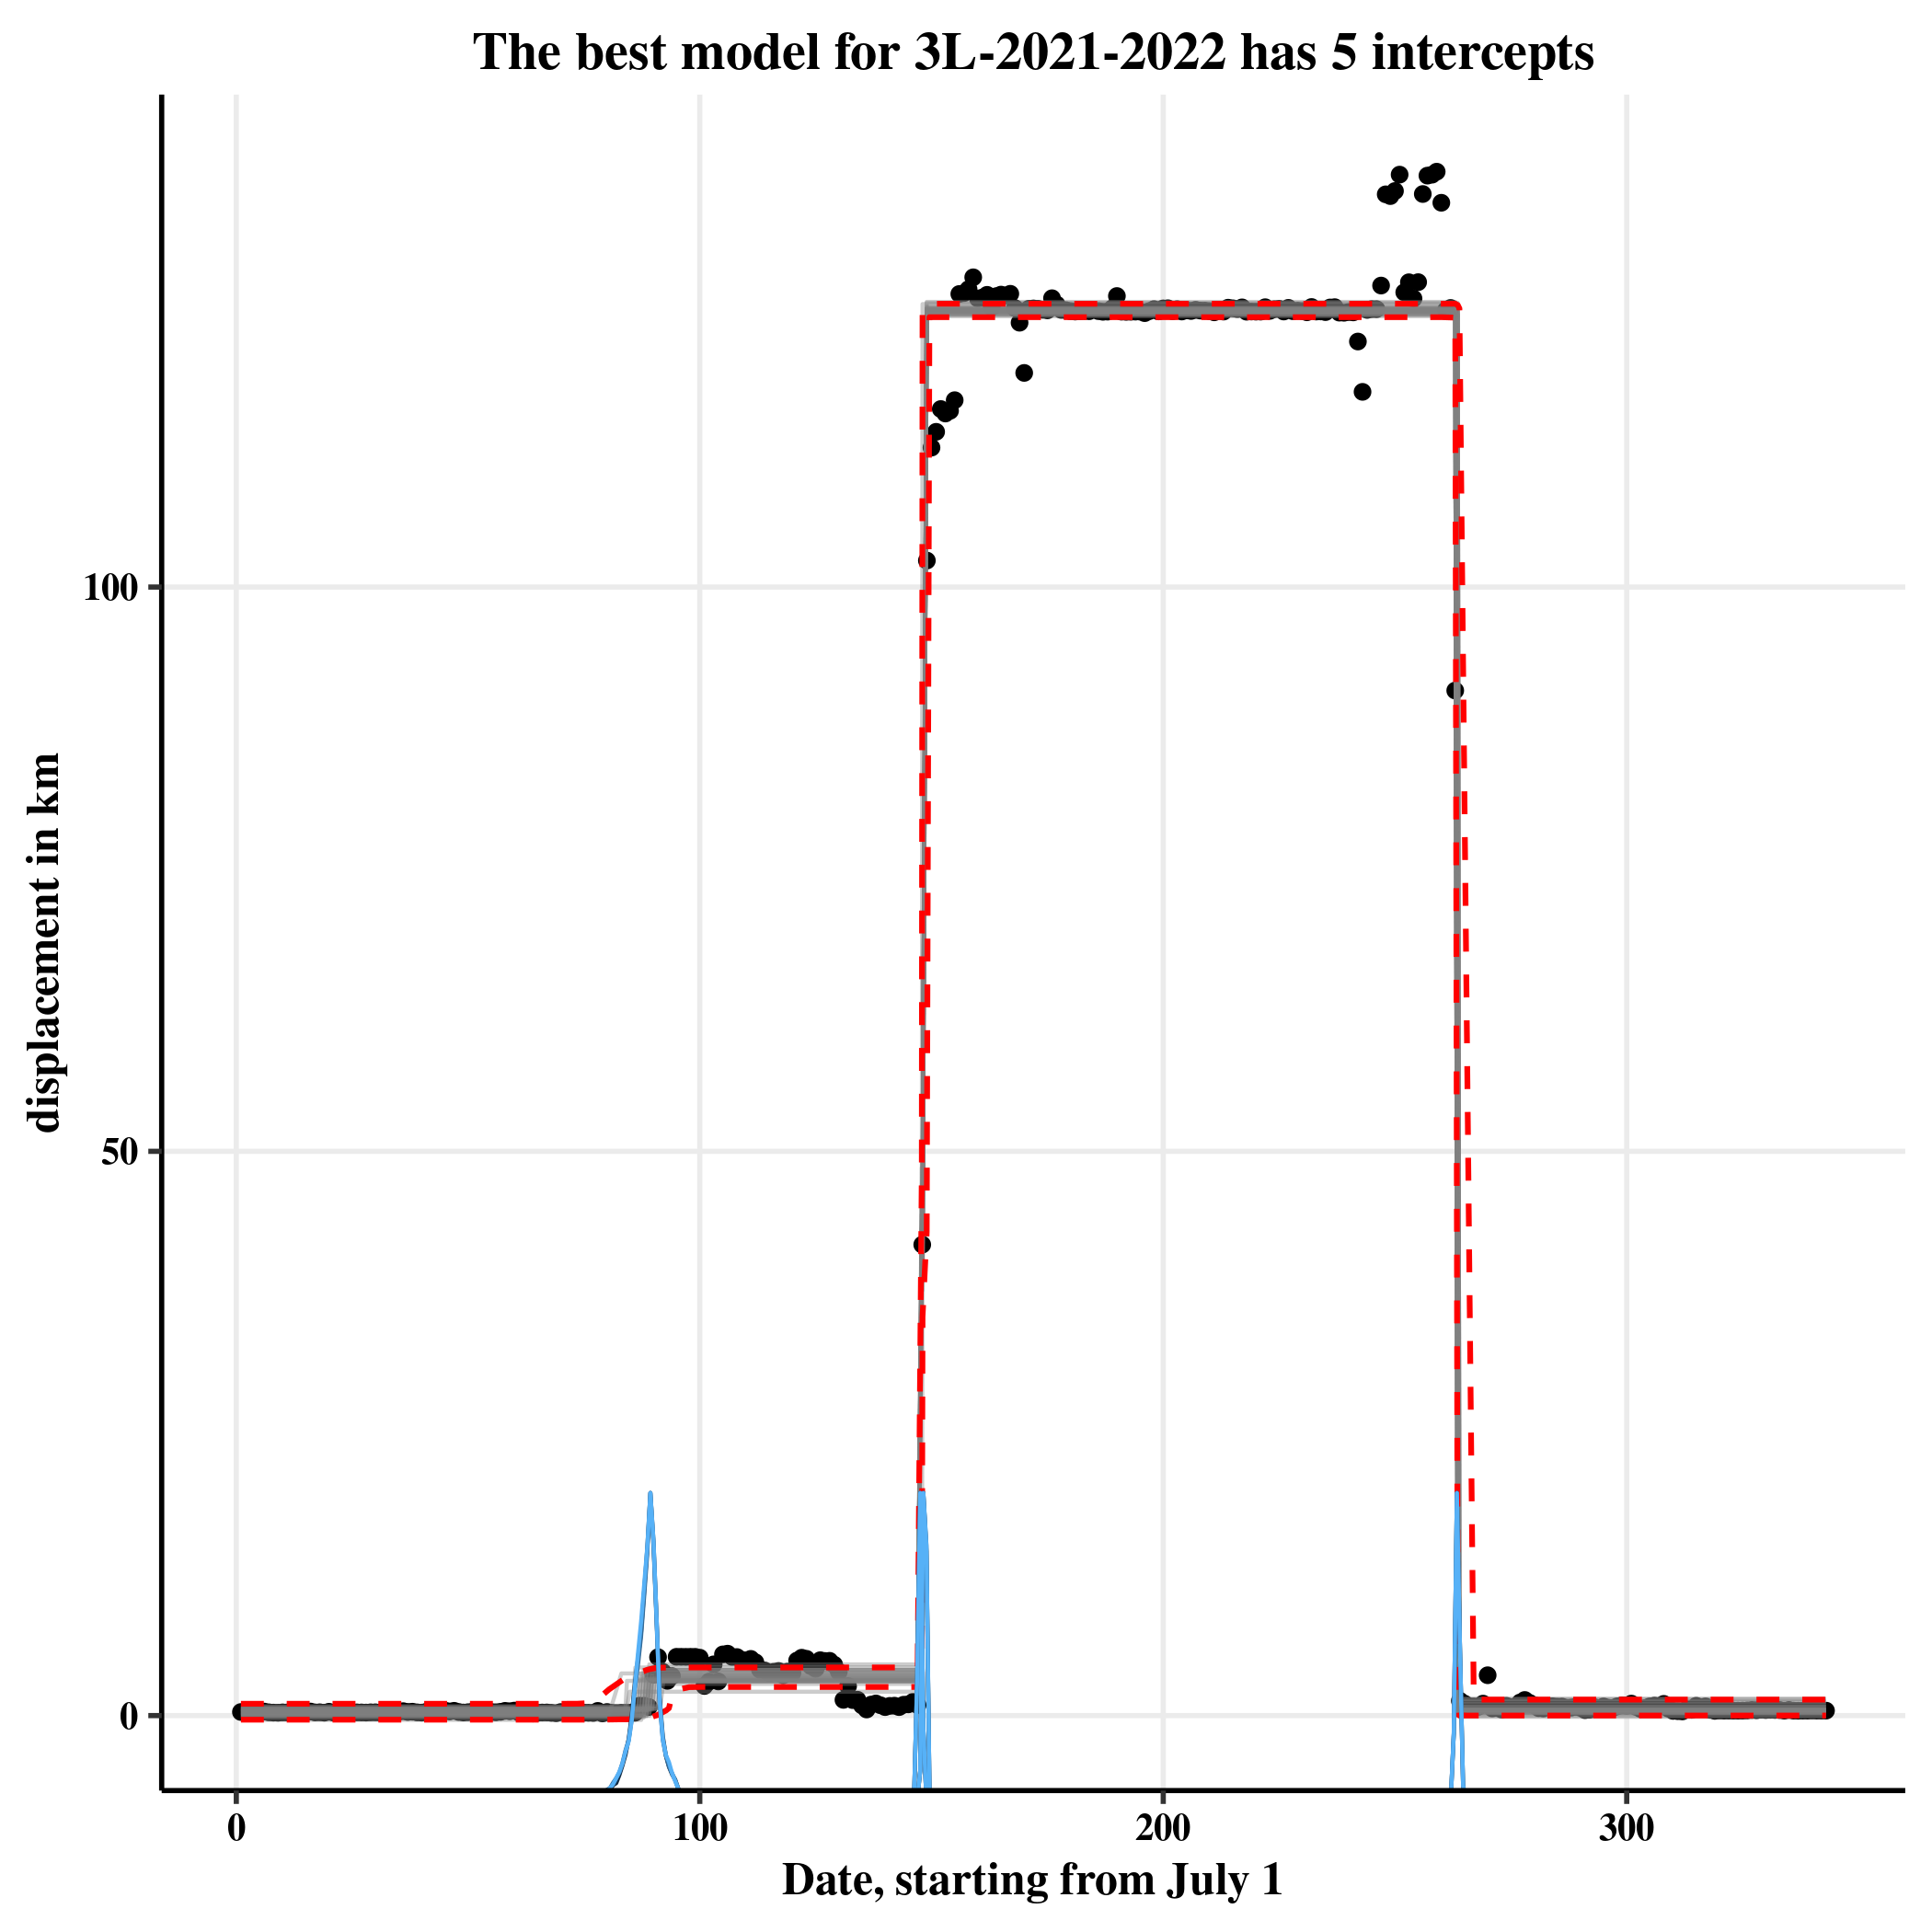 The best model for 3L-2021-2022 has 5 intercepts
displacement in km
100
50
0
0 100 200 300
Date, starting from July 1